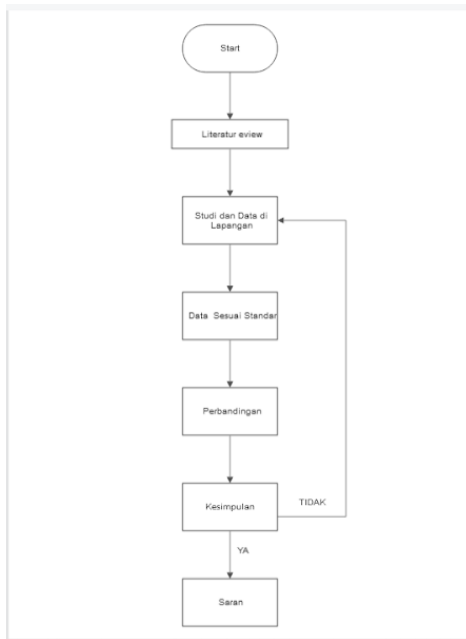 Start
Literatur eview
Studi dan Data di
Lapangan
Data Sesuai Standar
Perbandingan
Kesimpulan
TIDAK
YA
Saran